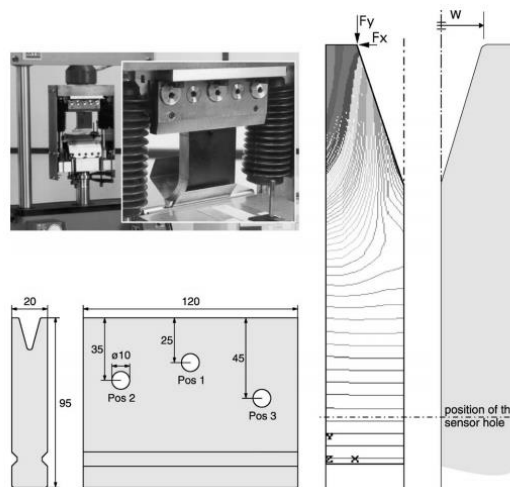 Fy
Fx
W
20
120
35
25
45
ø10
Pos 1
Pos 2
Pos 3
95
position of th
sensor hole
Y
Z X